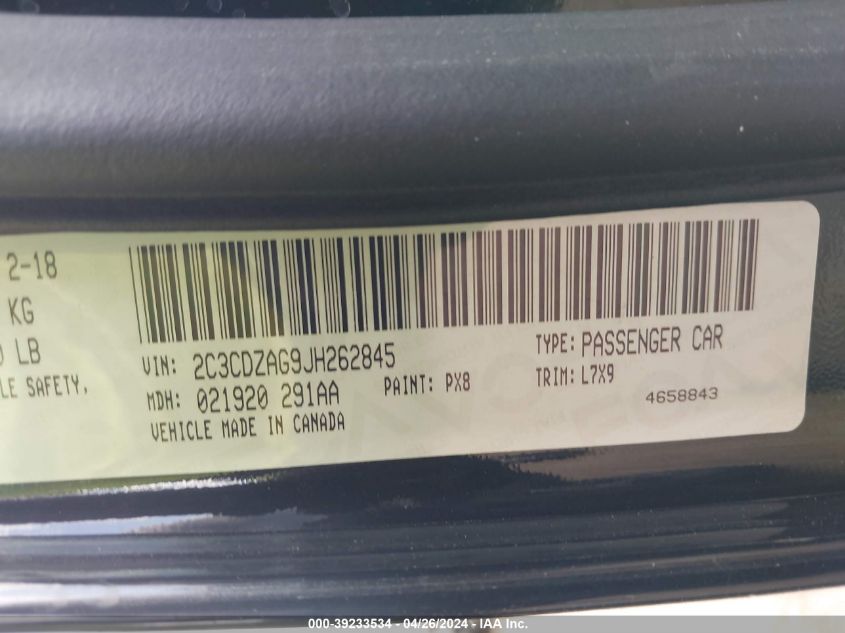 2-18
KG
LB
LE SAFETY,
VIN: 2C3CDZAG9JH262845
TYPE: PASSENGER CAR
MDH: 021920 291AA
PAINT: PX8
TRIM: L7X9
VEHICLE MADE IN CANADA
4658843
000-39233534 - 04/26/2024 - IAA Inc.